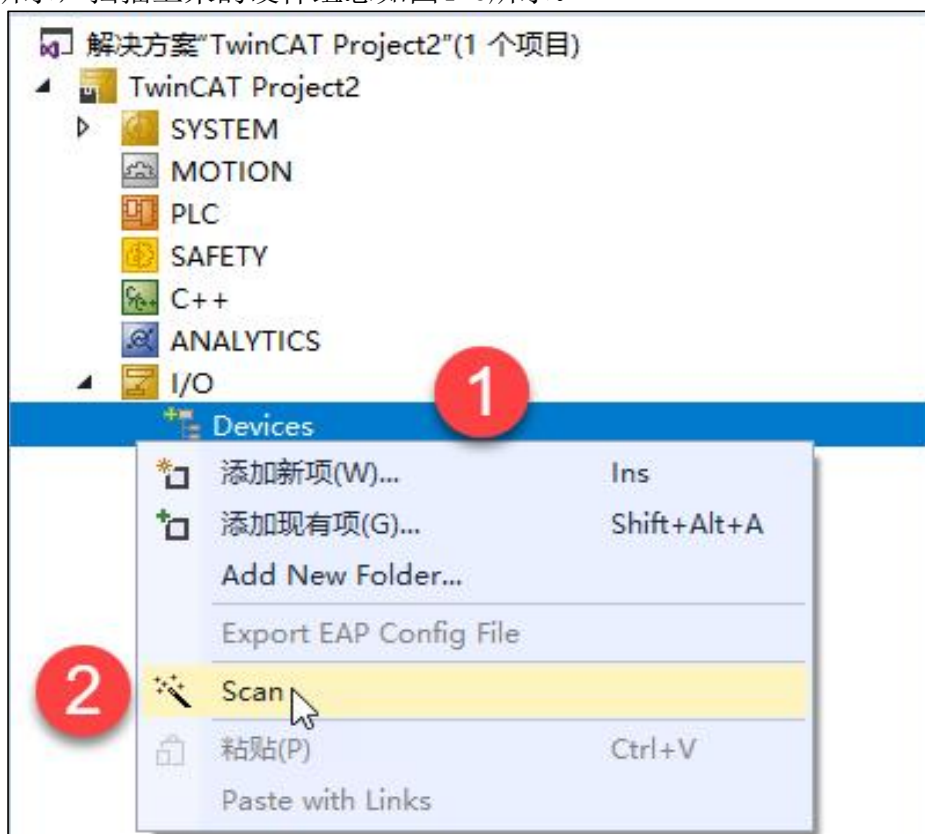 解决方案"TwinCAT Project2"(1 个项目)
TwinCAT Project2
SYSTEM
MOTION
PLC
SAFETY
C++
ANALYTICS
I/O
1
Devices
添加新项(W)... Ins
添加现有项(G)... Shift+Alt+A
Add New Folder...
Export EAP Config File
2 Scan
粘贴(P) Ctrl+V
Paste with Links